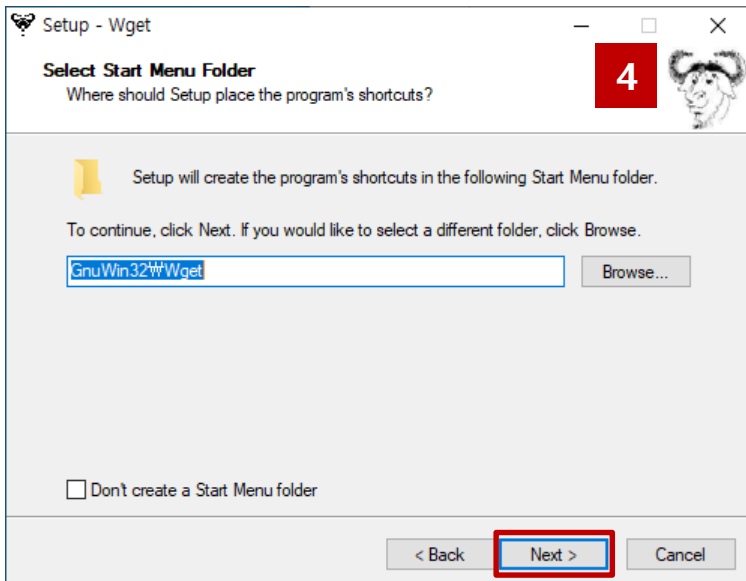 Setup - Wget
Select Start Menu Folder
4
Where should Setup place the program's shortcuts?
Setup will create the program's shortcuts in the following Start Menu folder.
To continue, click Next. If you would like to select a different folder, click Browse.
GnuWin32₩Wget
Browse...
Don't create a Start Menu folder
< Back
Next >
Cancel